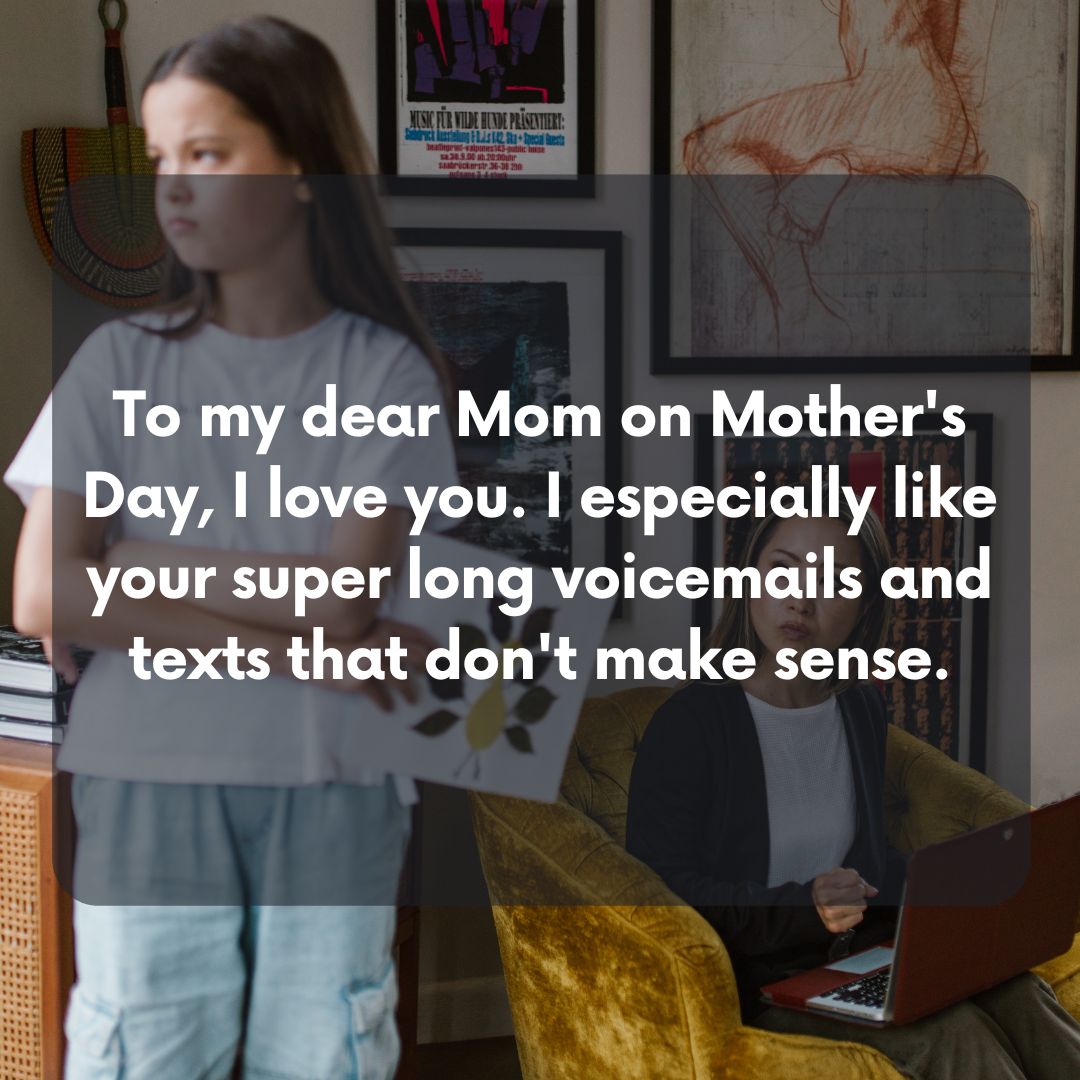 MUSIC FÜR WILDE HUNDE PRÄSENTIERT:
To my dear Mom on Mother's
Day, I love you. I especially like
your super long voicemails and
texts that don't make sense.